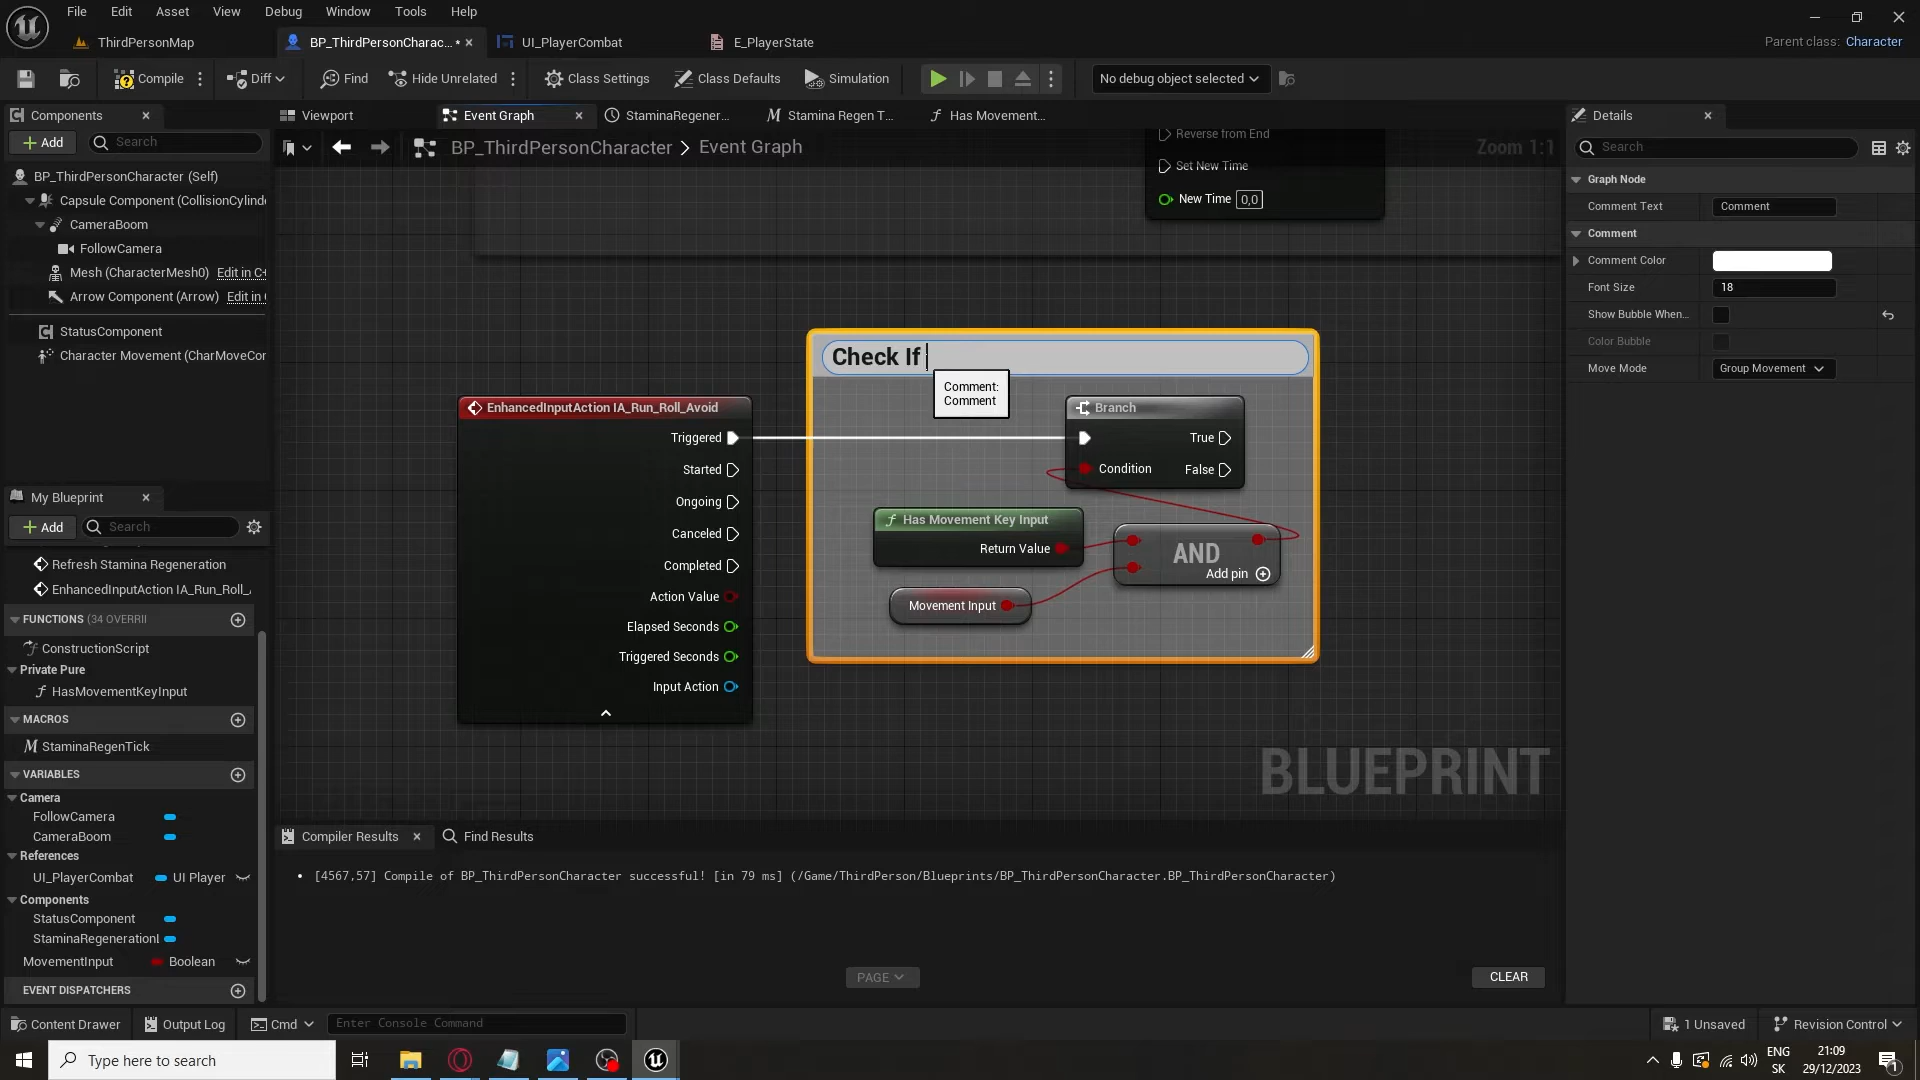 File Edit Asset View Debug Window Tools Help
ThirdPersonMap
BP_ThirdPersonCharac... *
UI_PlayerCombat
E_PlayerState
Parent class: Character
Compile
Diff
Find
Hide Unrelated
Class Settings
Class Defaults
Simulation
No debug object selected
Components
Add
Search
BP_ThirdPersonCharacter (Self)
Capsule Component (CollisionCylinde
CameraBoom
FollowCamera
Mesh (CharacterMesh0) Edit in C+
Arrow Component (Arrow) Edit in
StatusComponent
Character Movement (CharMoveCor
My Blueprint
Add
Search
Refresh Stamina Regeneration
EnhancedInputAction IA_Run_Roll_
FUNCTIONS (34 OVERRII
ConstructionScript
Private Pure
HasMovementKeyInput
MACROS
StaminaRegenTick
VARIABLES
Camera
FollowCamera
CameraBoom
References
UI_PlayerCombat UI Player
Components
StatusComponent
StaminaRegenerationI
MovementInput Boolean
EVENT DISPATCHERS
Viewport
Event Graph
StaminaRegener...
Stamina Regen T...
Has Movement...
BP_ThirdPersonCharacter > Event Graph
Zoom 1:1
Reverse from End
Set New Time
New Time 0,0
Check If
Comment:
Comment
EnhancedInputAction IA_Run_Roll_Avoid
Triggered
Started
Ongoing
Canceled
Completed
Action Value
Elapsed Seconds
Triggered Seconds
Input Action
Branch
True
Condition
False
Has Movement Key Input
Return Value
AND
Add pin
Movement Input
BLUEPRINT
Compiler Results
Find Results
[4567,57] Compile of BP_ThirdPersonCharacter successful! [in 79 ms] (/Game/ThirdPerson/Blueprints/BP_ThirdPersonCharacter.BP_ThirdPersonCharacter)
PAGE
CLEAR
Details
Search
Graph Node
Comment Text Comment
Comment
Comment Color
Font Size 18
Show Bubble When...
Color Bubble
Move Mode Group Movement
Content Drawer
Output Log
Cmd
Enter Console Command
1 Unsaved
Revision Control
Type here to search
ENG
SK
21:09
29/12/2023
1